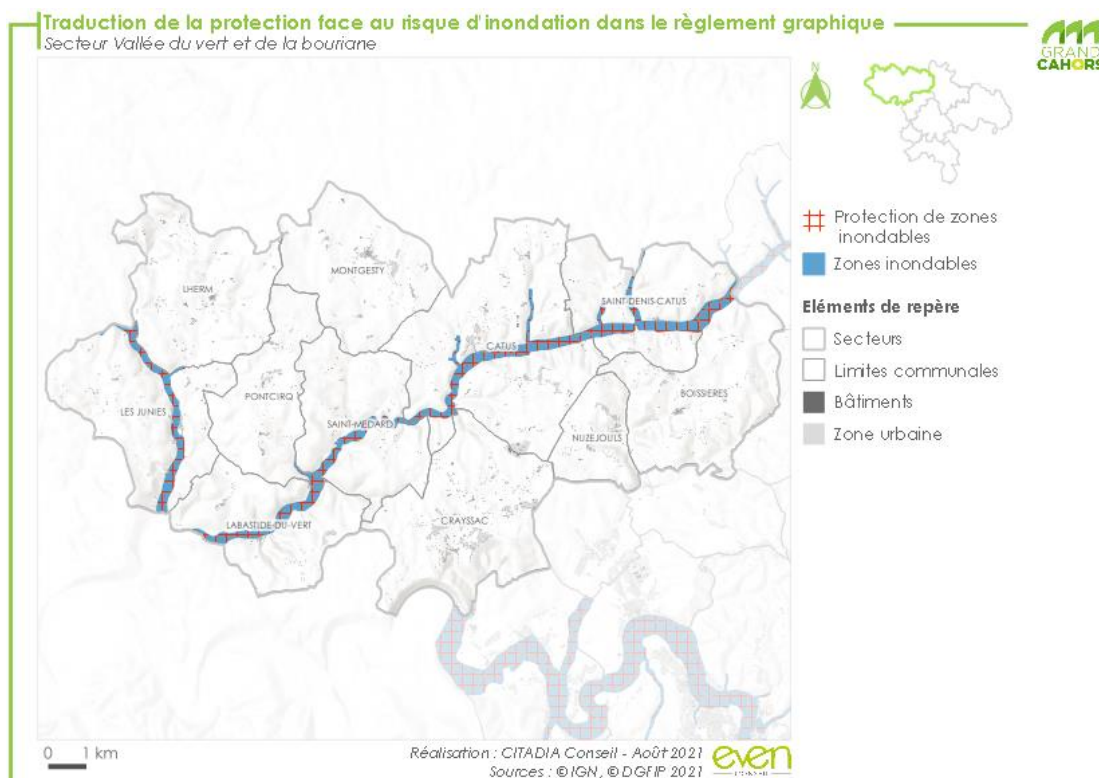 Traduction de la protection face au risque d'inondation dans le règlement graphique
Secteur Vallée du vert et de la bouriane
GRAND
CAHORS
N
Protection de zones
inondables
Zones inondables
Eléments de repère
Secteurs
Limites communales
Bâtiments
Zone urbaine
MONTGESTY
LHERM
SAINT-DENIS-CATUS
CATUS
PONTCIRQ
BOISSIERES
LES JUNIES
SAINT-MEDARD
NUZEJOULS
LABASTIDE-DU-VERT
CRAYSSAC
0 1 km
Réalisation : CITADIA Conseil - Août 2021
Sources : © IGN, © DGFIP 2021
even
CONSEIL